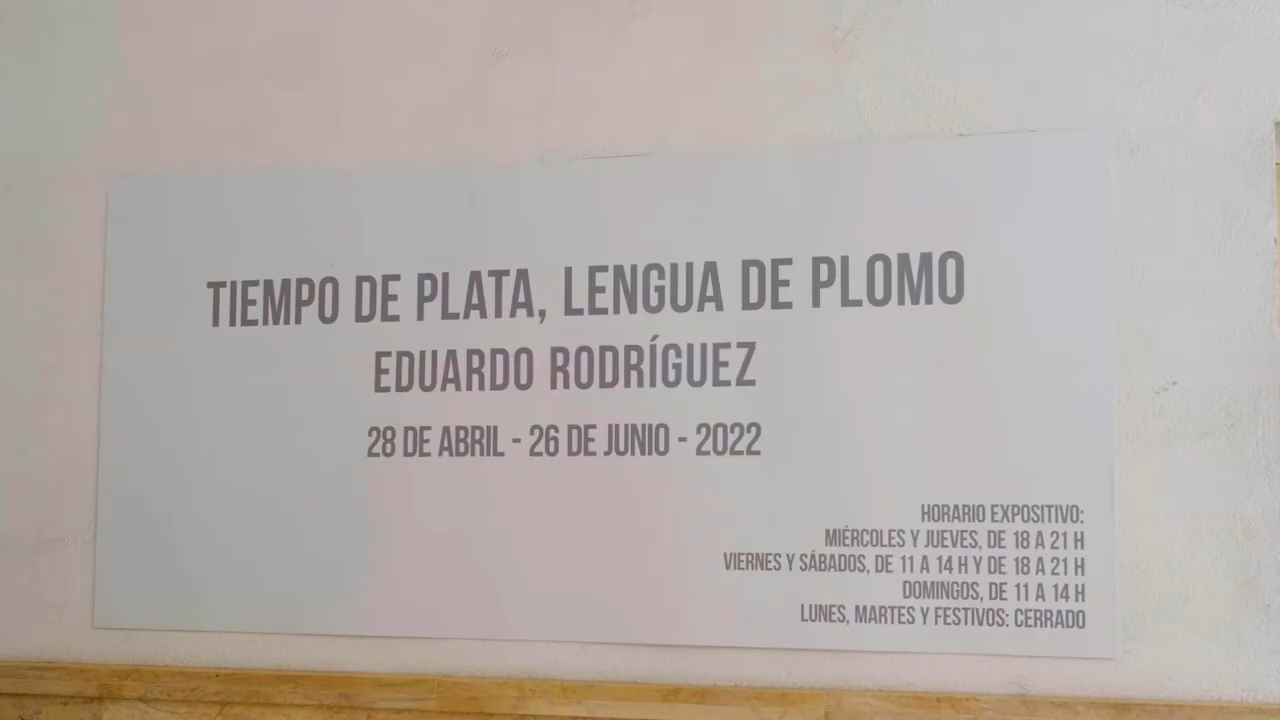 TIEMPO DE PLATA, LENGUA DE PLOMO
EDUARDO RODRÍGUEZ
28 DE ABRIL - 26 DE JUNIO - 2022
HORARIO EXPOSITIVO:
MIÉRCOLES Y JUEVES, DE 18 A 21 H
VIERNES Y SÁBADOS, DE 11 A 14 H Y DE 18 A 21 H
DOMINGOS, DE 11 A 14 H
LUNES, MARTES Y FESTIVOS: CERRADO